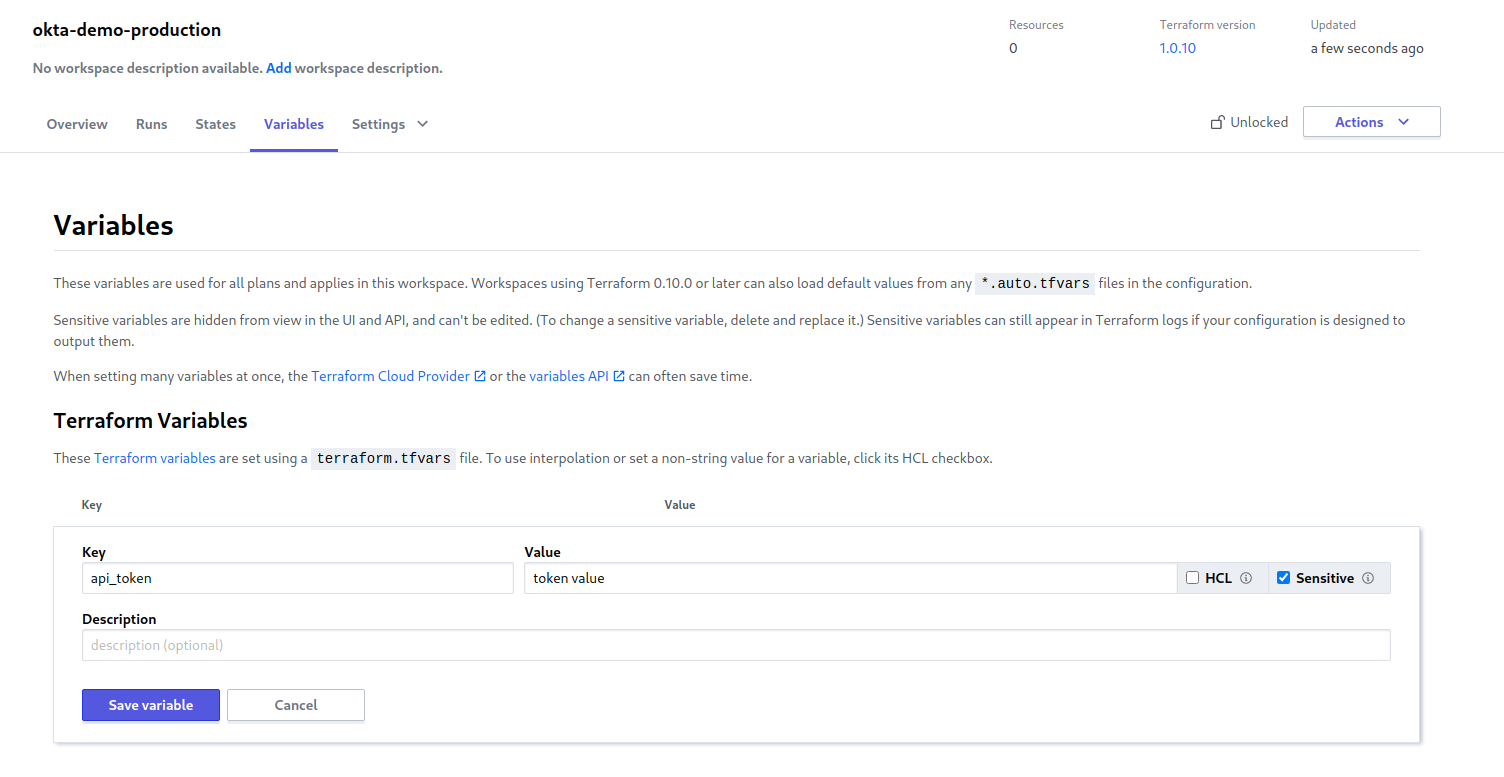 okta-demo-production
Resources
Terraform version
Updated
0
1.0.10
a few seconds ago
No workspace description available. Add workspace description.
Overview
Runs
States
Variables
Settings
Unlocked
Actions
Variables
These variables are used for all plans and applies in this workspace. Workspaces using Terraform 0.10.0 or later can also load default values from any *.auto.tfvars files in the configuration.
Sensitive variables are hidden from view in the UI and API, and can't be edited. (To change a sensitive variable, delete and replace it.) Sensitive variables can still appear in Terraform logs if your configuration is designed to
output them.
When setting many variables at once, the Terraform Cloud Provider or the variables API can often save time.
Terraform Variables
These Terraform variables are set using a terraform.tfvars file. To use interpolation or set a non-string value for a variable, click its HCL checkbox.
Key
Value
Key
Value
api_token
token value
HCL
Sensitive
Description
description (optional)
Save variable
Cancel